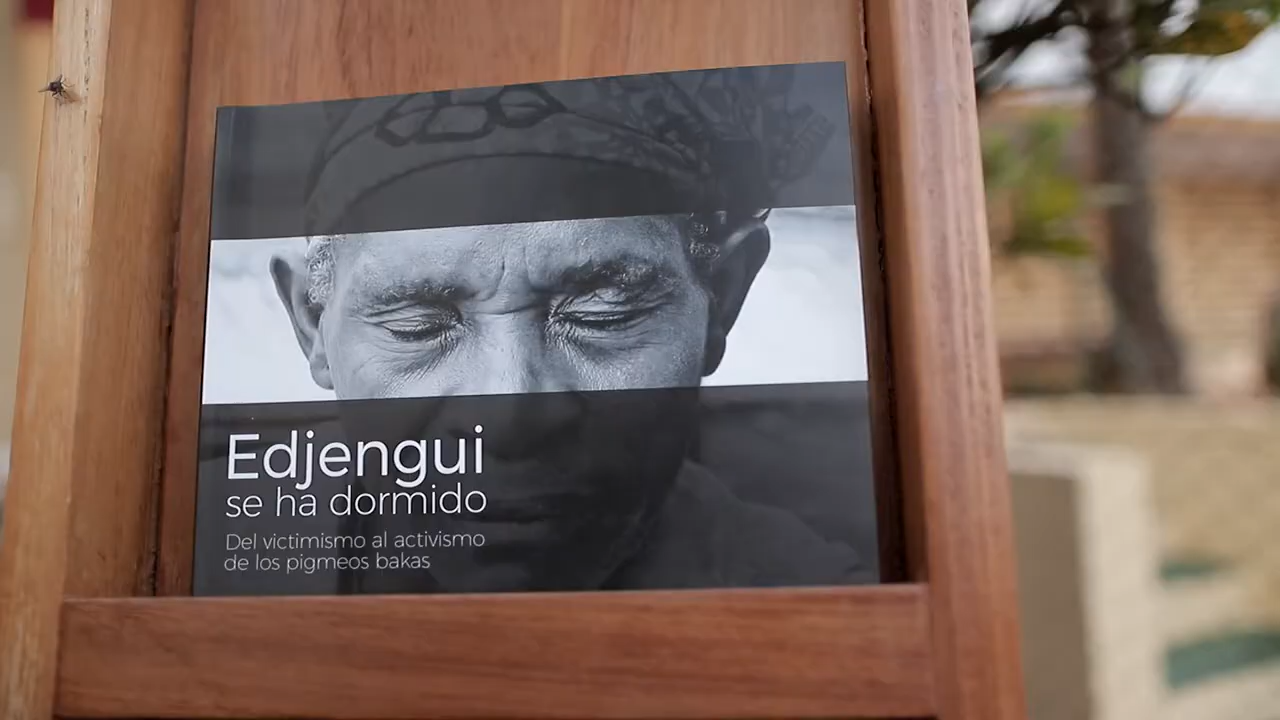 Edjengui
se ha dormido
Del victimismo al activismo
de los pigmeos bakas